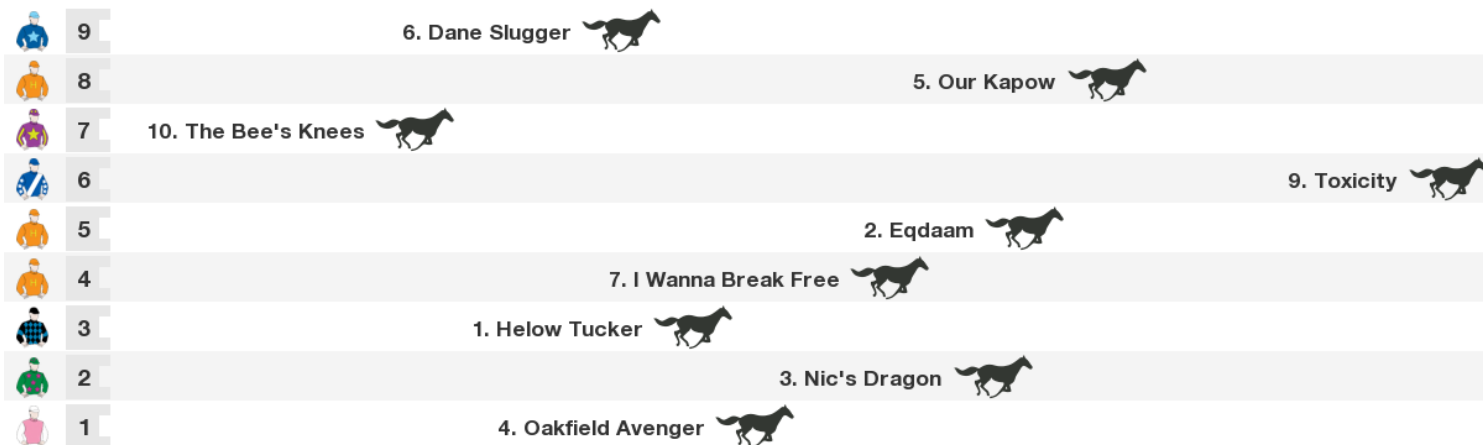 9 6. Dane Slugger
8 5. Our Kapow
7 10. The Bee's Knees
6 9. Toxicity
5 2. Eqdaam
4 7. I Wanna Break Free
3 1. Helow Tucker
2 3. Nic's Dragon
1 4. Oakfield Avenger